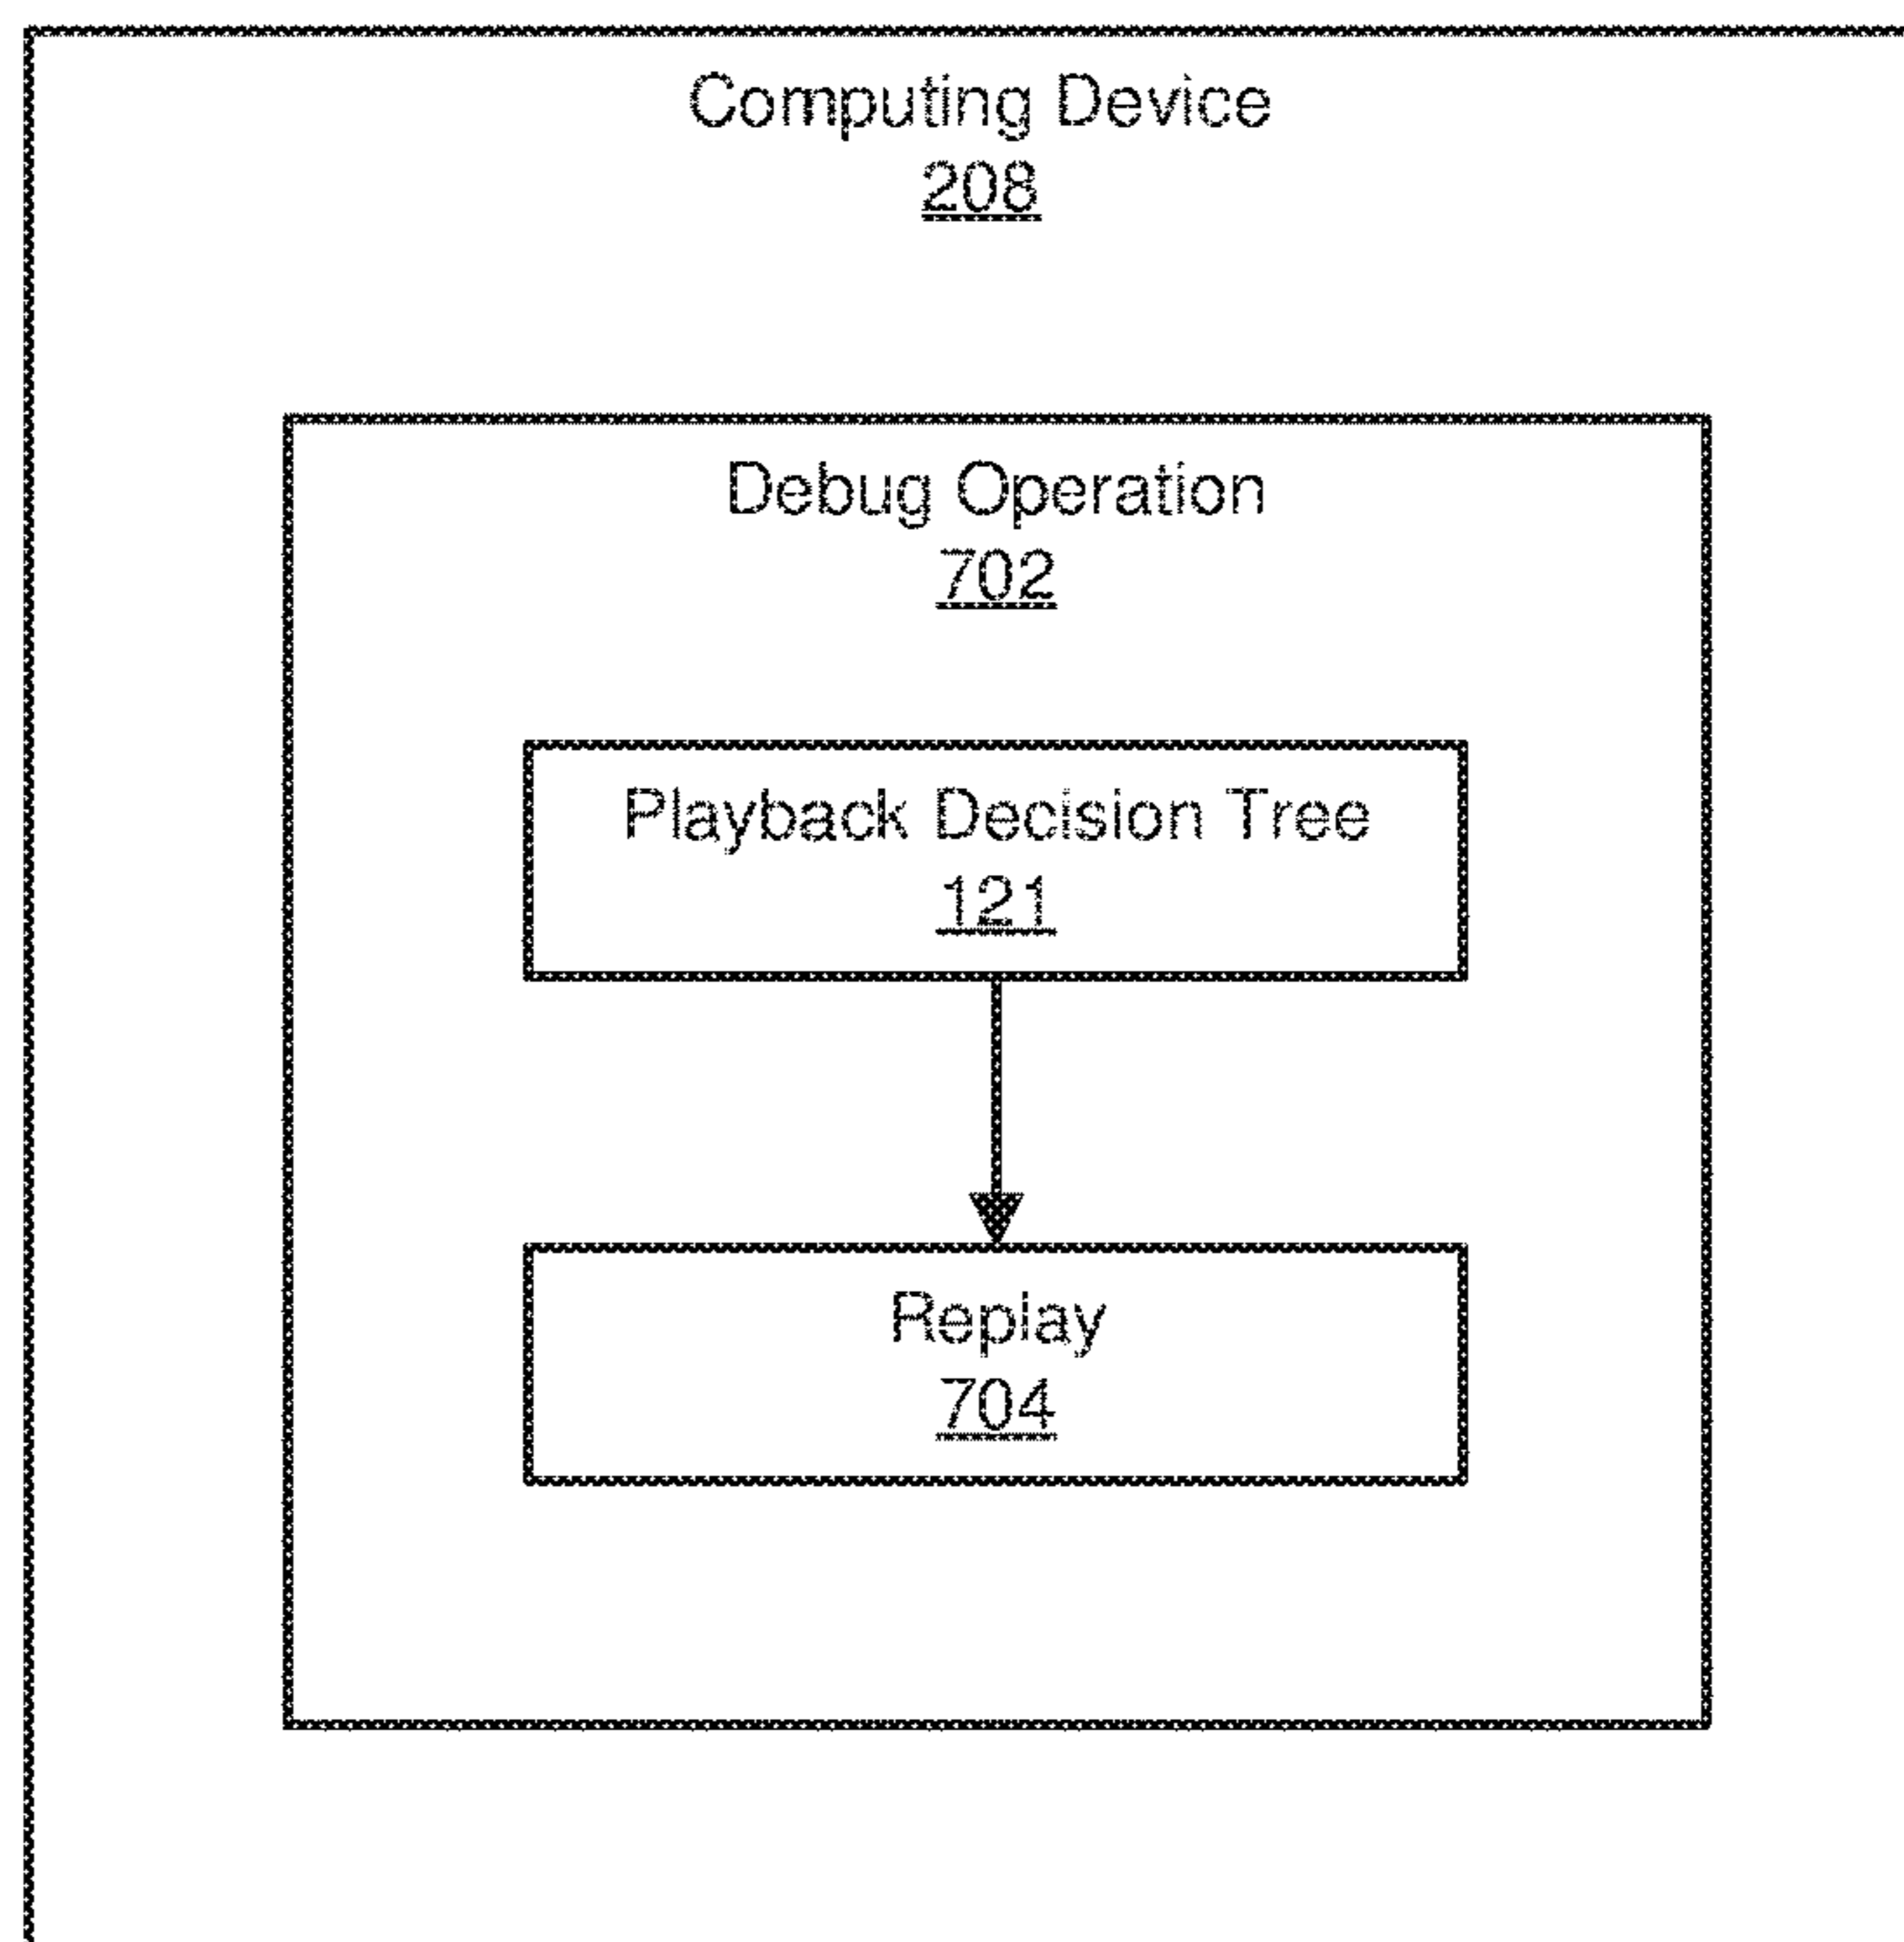 Computing Device
208
Debug Operation
702
Playback Decision Tree
121
Replay
704